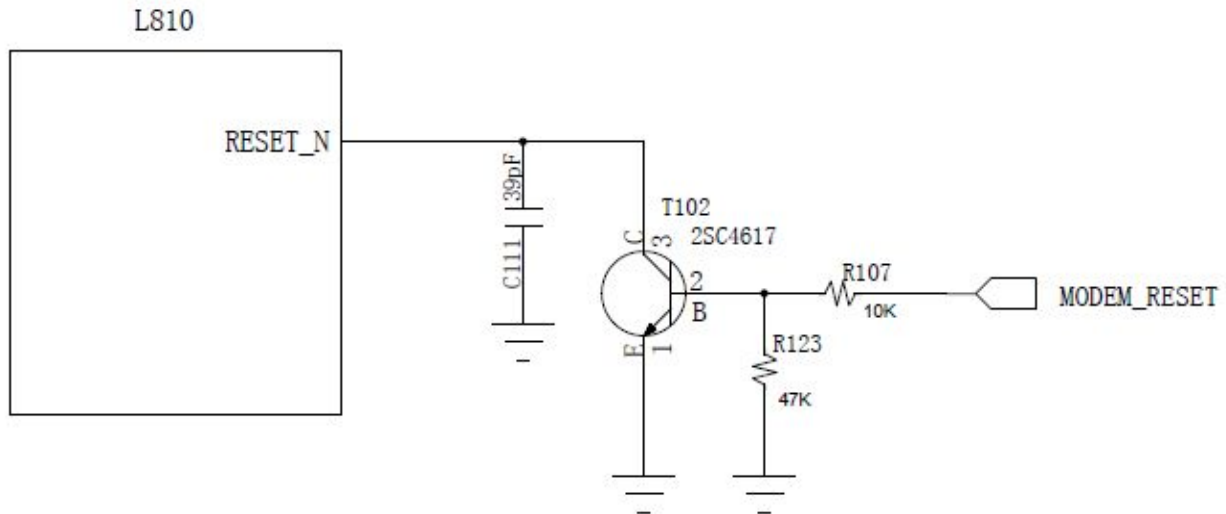 L810
RESET_N
39pF
C111
T102
2SC4617
C
3
2
B
E
1
R107
10K
MODEM_RESET
R123
47K